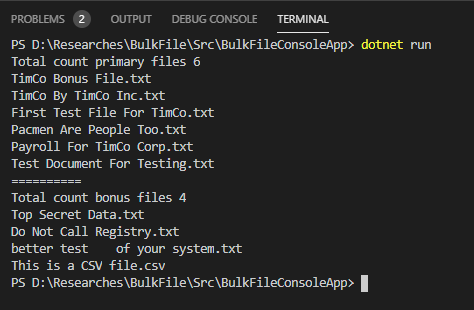 PROBLEMS 2 OUTPUT DEBUG CONSOLE TERMINAL
PS D:\Researches\BulkFile\Src\BulkFileConsoleApp> dotnet run
Total count primary files 6
TimCo Bonus File.txt
TimCo By TimCo Inc.txt
First Test File For TimCo.txt
Pacmen Are People Too.txt
Payroll For TimCo Corp.txt
Test Document For Testing.txt
==========
Total count bonus files 4
Top Secret Data.txt
Do Not Call Registry.txt
better test    of your system.txt
This is a CSV file.csv
PS D:\Researches\BulkFile\Src\BulkFileConsoleApp>